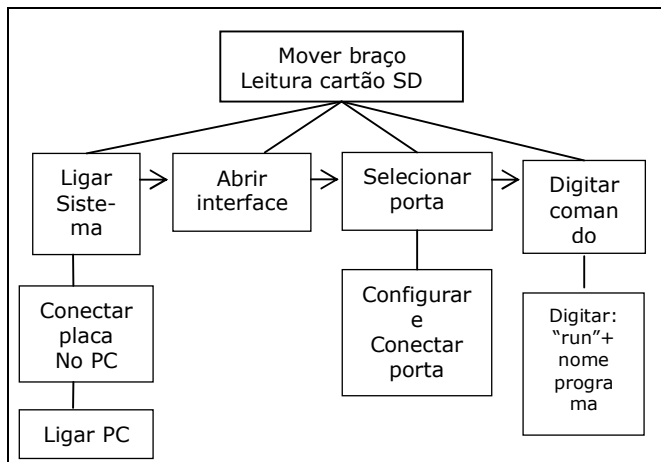 Mover braço
Leitura cartão SD
Ligar
Siste-
ma
Abrir
interface
Selecionar
porta
Digitar
coman
do
Conectar
placa
No PC
Configurar
e
Conectar
porta
Digitar:
“run”+
nome
progra
ma
Ligar PC